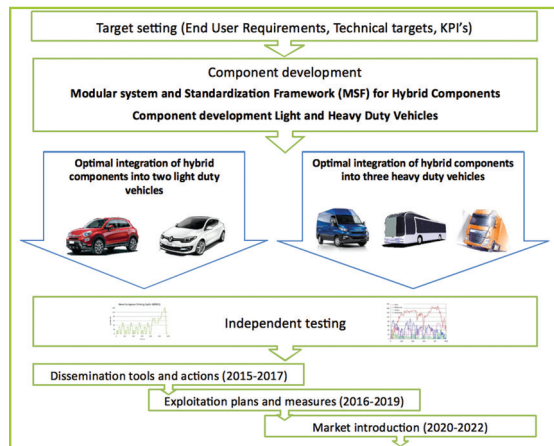 Target setting (End User Requirements, Technical targets, KPI's)
Component development
Modular system and Standardization Framework (MSF) for Hybrid Components
Component development Light and Heavy Duty Vehicles
Optimal integration of hybrid
components into two light duty
vehicles
Optimal integration of hybrid components
into three heavy duty vehicles
Independent testing
Dissemination tools and actions (2015-2017)
Exploitation plans and measures (2016-2019)
Market introduction (2020-2022)